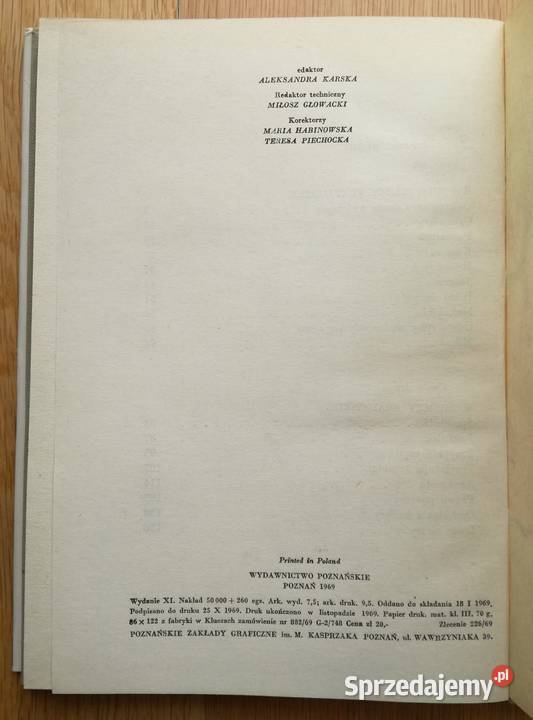 edaktor
ALEKSANDRA KARSKA
Redaktor techniczny
MIŁOSZ GŁOWACKI
Korektorzy
MARIA HABINOWSKA
TERESA PIECHOCKA
Printed in Poland
WYDAWNICTWO POZNAŃSKIE
POZNAŃ 1969
Wydanie XI. Nakład 50 000 + 260 egz. Ark. wyd. 7,5; ark. druk. 9,5. Oddano do składania 18 I 1969,
Podpisano do druku 25 X 1969. Druk ukończono w listopadzie 1969. Papier druk. mat. kl. III, 70 g,
86 × 122 z fabryki w Kluczach zamówienie nr 882/69 G-2/748 Cena zł 20,- Zlecenie 226/69
POZNAŃSKIE ZAKŁADY GRAFICZNE im. M. KASPRZAKA POZNAŃ, ul. WAWRZYNIAKA 39.
Sprzedajemy.pl